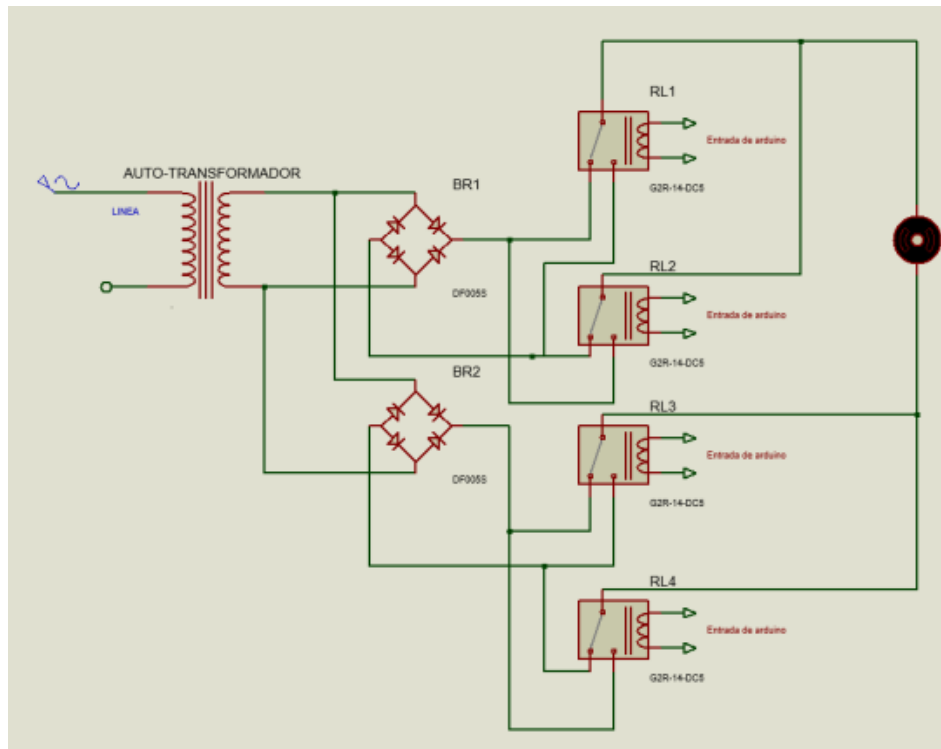 RL1
Entrada de arduino
G2R-14-DC5
AUTO-TRANSFORMADOR
LINEA
BR1
DF005S
RL2
Entrada de arduino
G2R-14-DC5
BR2
DF005S
RL3
Entrada de arduino
G2R-14-DC5
RL4
Entrada de arduino
G2R-14-DC5